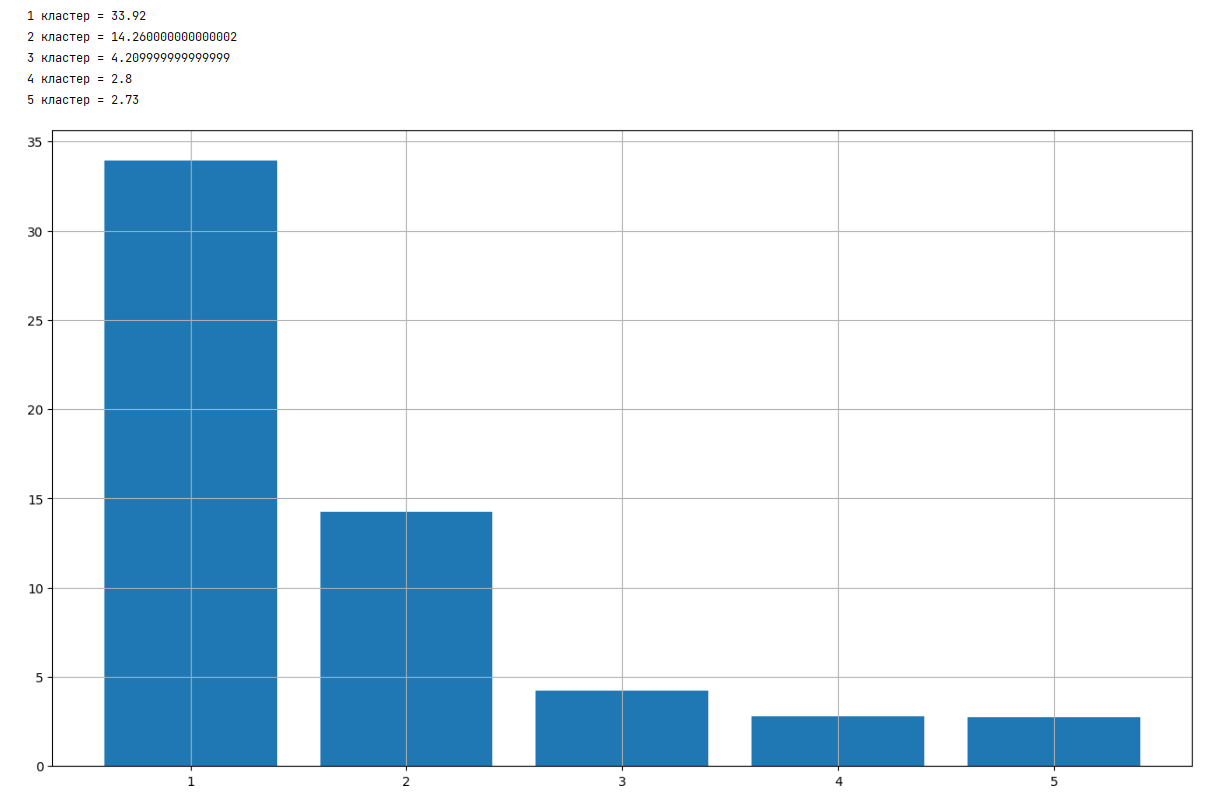 1 кластер = 33.92
2 кластер = 14.260000000000002
3 кластер = 4.209999999999999
4 кластер = 2.8
5 кластер = 2.73
35
30
25
20
15
10
5
0
1 2 3 4 5